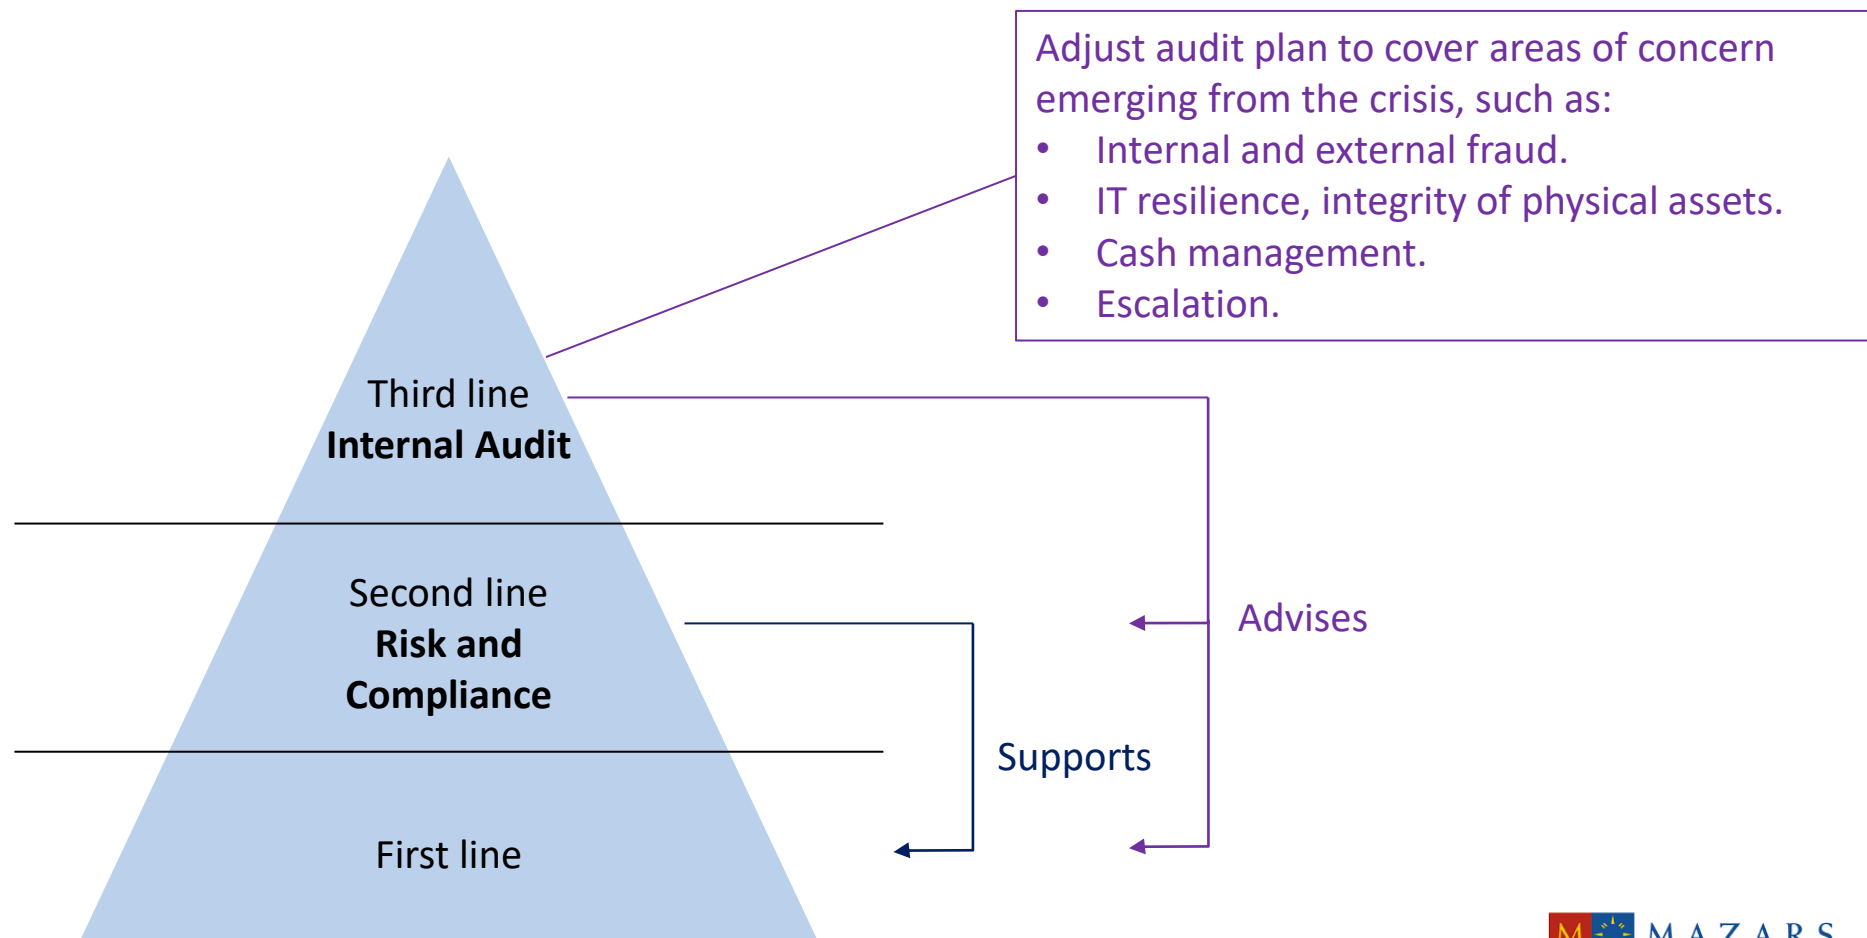 Adjust audit plan to cover areas of concern
emerging from the crisis, such as:
• Internal and external fraud.
• IT resilience, integrity of physical assets.
• Cash management.
• Escalation.
Third line
Internal Audit
Second line
Risk and
Compliance
Advises
Supports
First line
M MAZARS